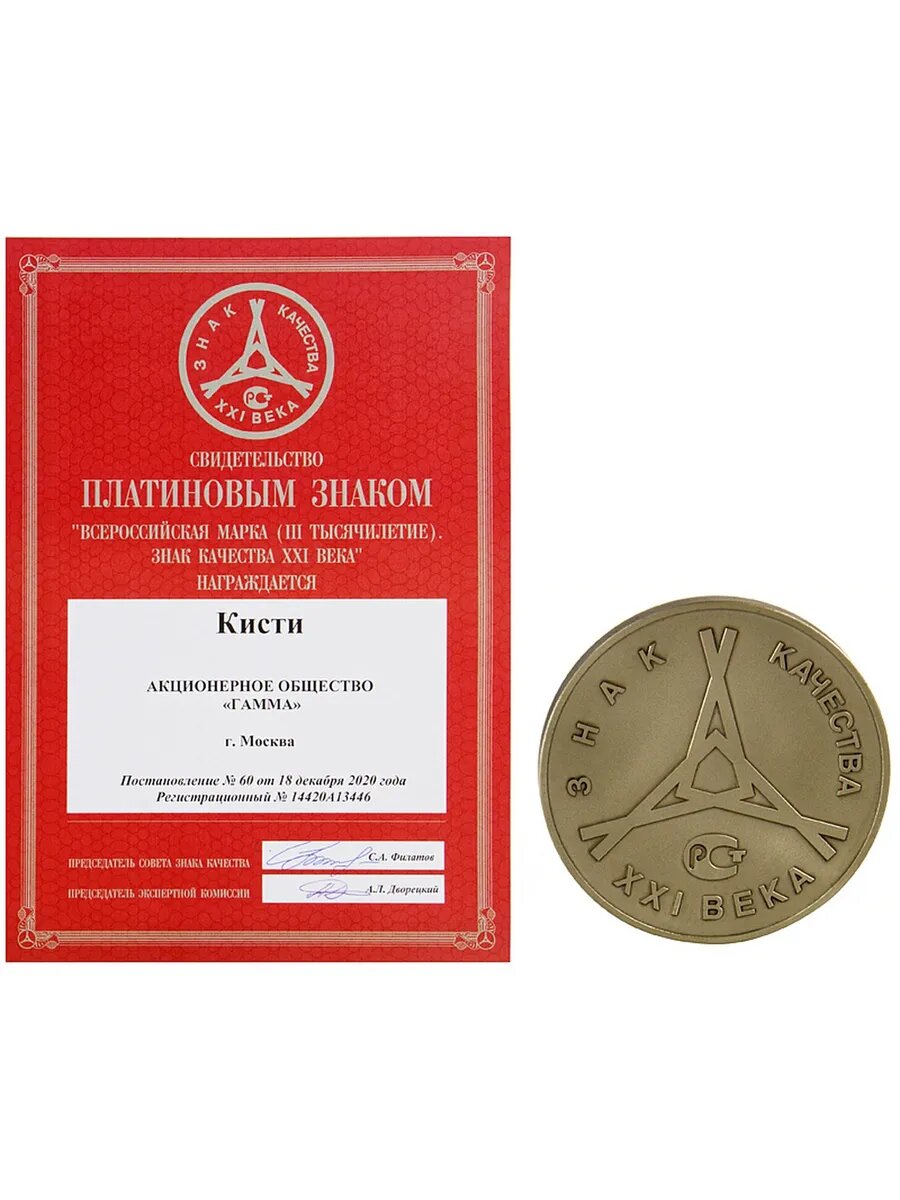 ЗНАК КАЧЕСТВА
РСТ
XXI ВЕКА
СВИДЕТЕЛЬСТВО
ПЛАТИНОВЫМ ЗНАКОМ
"ВСЕРОССИЙСКАЯ МАРКА (III ТЫСЯЧИЛЕТИЕ).
ЗНАК КАЧЕСТВА XXI ВЕКА"
НАГРАЖДАЕТСЯ
Кисти
АКЦИОНЕРНОЕ ОБЩЕСТВО
«ГАММА»
г. Москва
Постановление № 60 от 18 декабря 2020 года
Регистрационный № 14420А13446
ПРЕДСЕДАТЕЛЬ СОВЕТА ЗНАКА КАЧЕСТВА С.А. Филатов
ПРЕДСЕДАТЕЛЬ ЭКСПЕРТНОЙ КОМИССИИ А.Л. Дворецкий
ЗНАК КАЧЕСТВА
РСТ
XXI ВЕКА